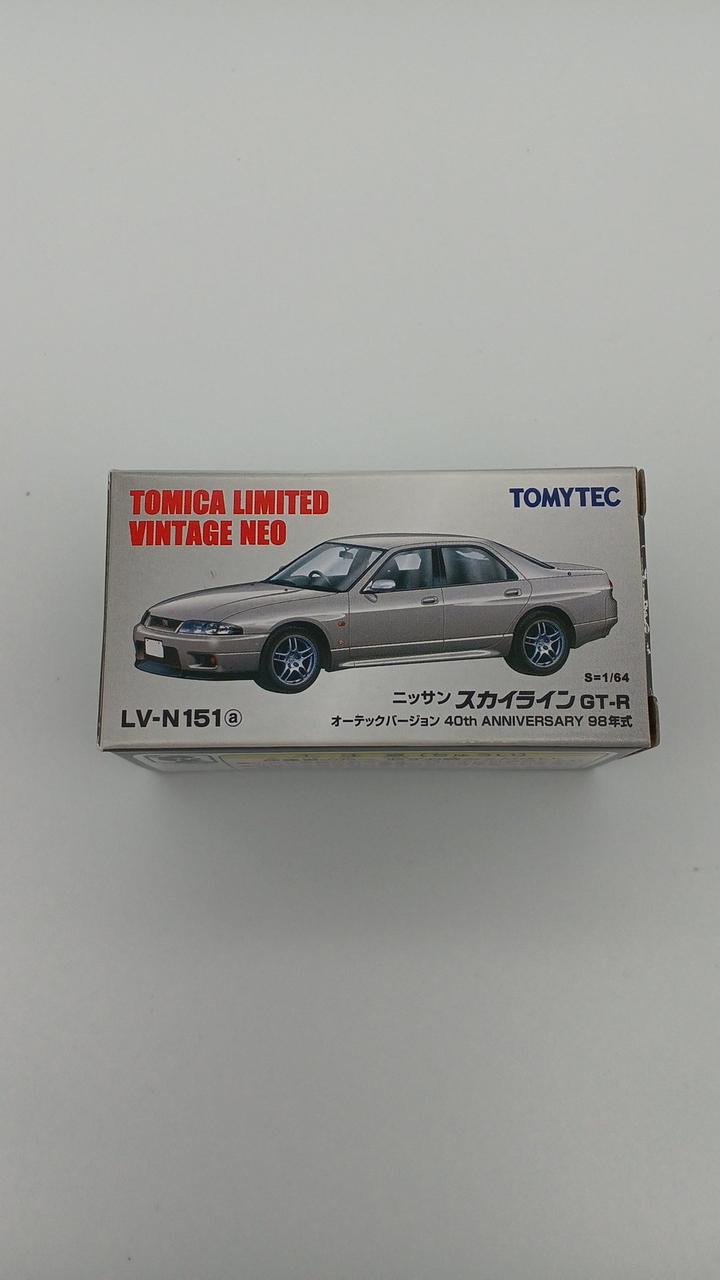 TOMICA LIMITED
VINTAGE NEO
TOMYTEC
S=1/64
LV-N151ⓐ
ニッサン スカイライン GT-R
オーテックバージョン 40th ANNIVERSARY 98年式